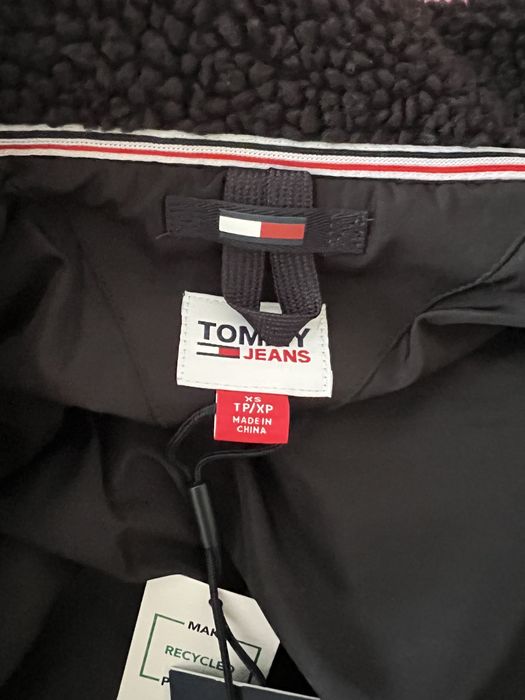 TOMMY
JEANS
XS
TP/XP
MADE IN
CHINA
RECYCLED